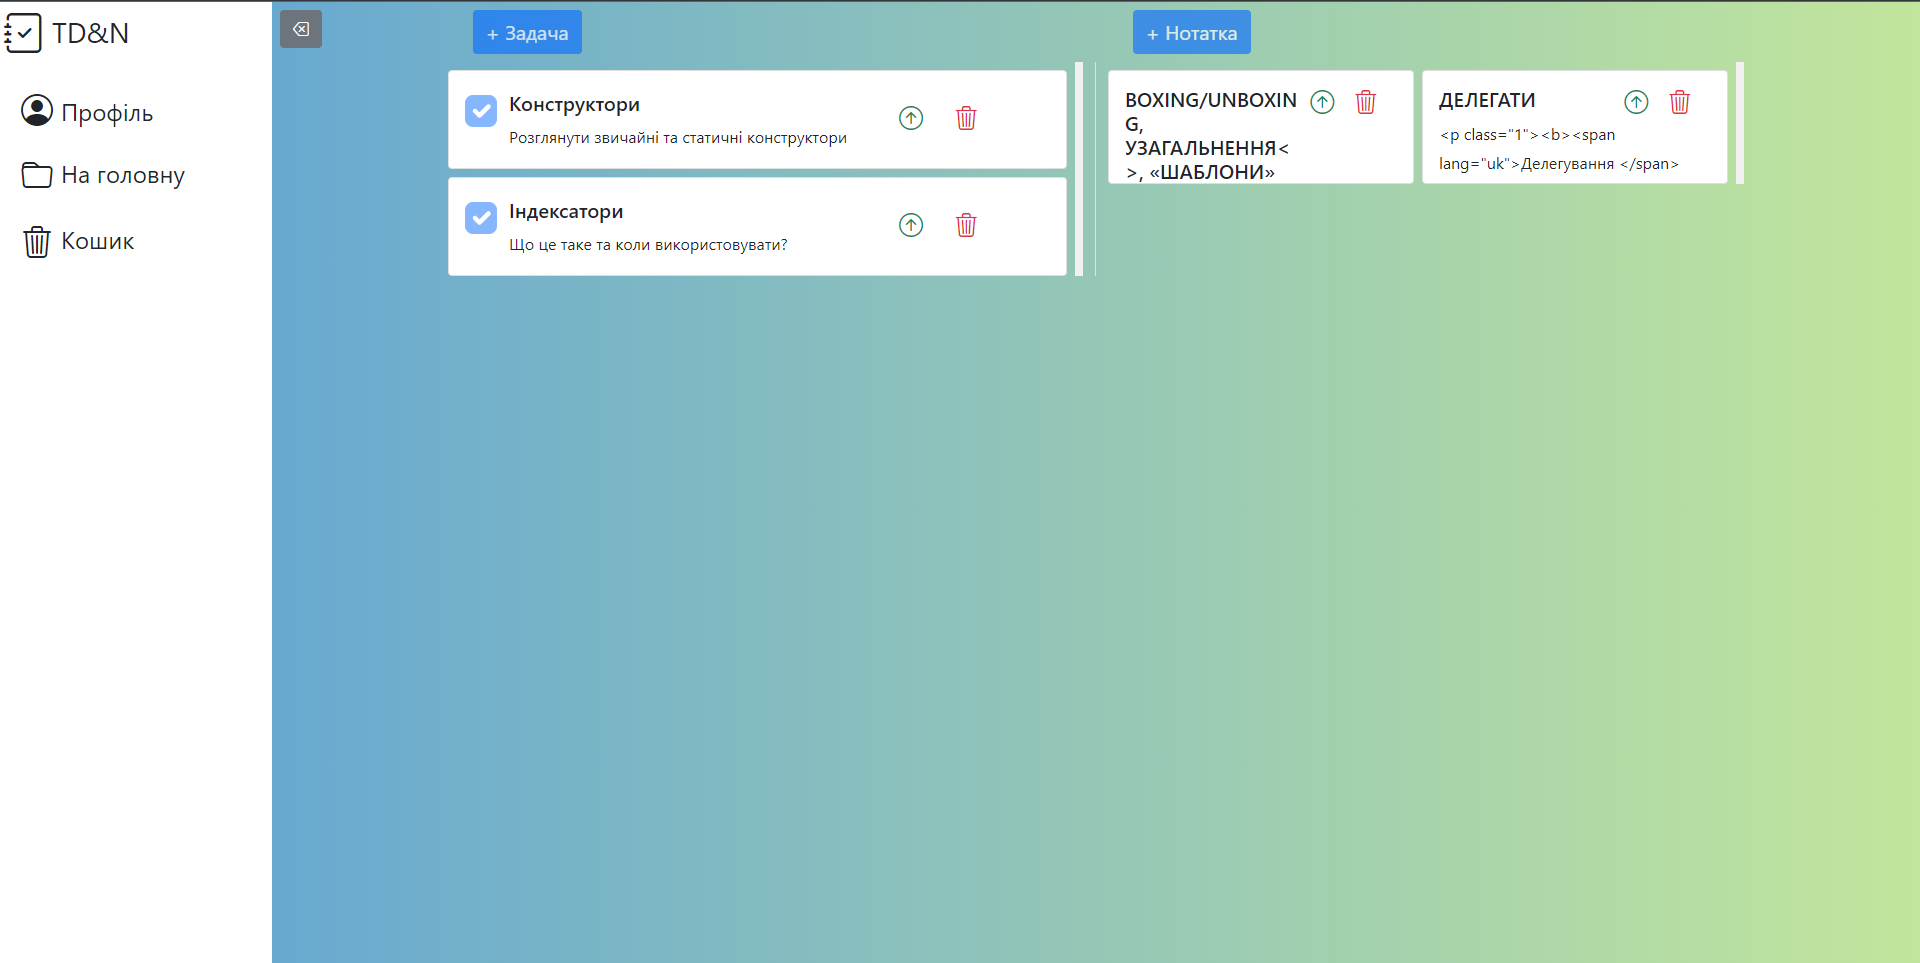 TD&N
Профіль
На головну
Кошик
+ Задача
Конструктори
Розглянути звичайні та статичні конструктори
Індексатори
Що це таке та коли використовувати?
+ Нотатка
BOXING/UNBOXIN
G,
УЗАГАЛЬНЕННЯ<
>, «ШАБЛОНИ»
ДЕЛЕГАТИ
<p class="1"><b><span
lang="uk">Делегування </span>